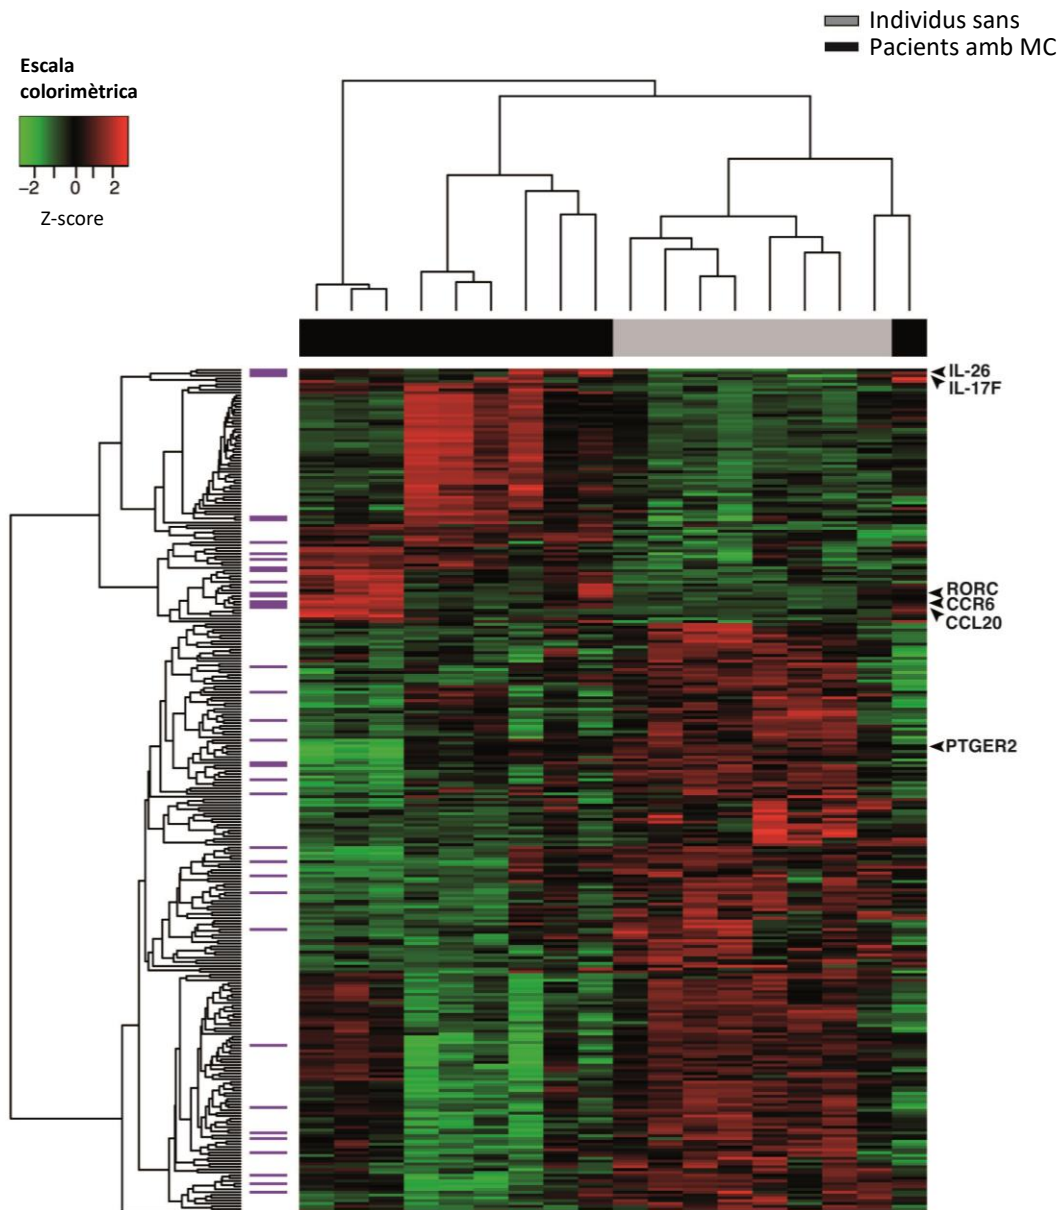 Individus sans
Pacients amb MC
Escala
colorimètrica
−2 0 2
Z-score
IL-26
IL-17F
RORC
CCR6
CCL20
PTGER2